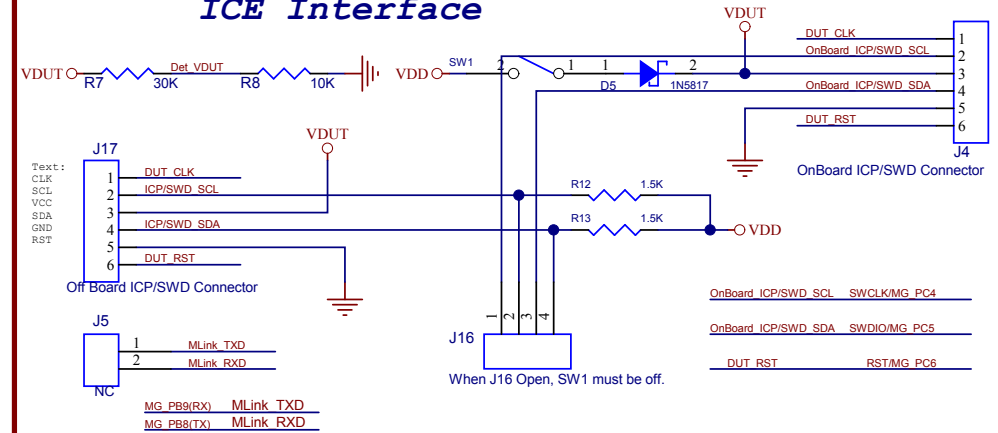 ICE Interface
VDUT
VDUT R7 30K Det_VDUT R8 10K
VDD SW1 2 1 1 D5 1N5817 2
DUT_CLK 1
OnBoard_ICP/SWD_SCL 2
3
OnBoard_ICP/SWD_SDA 4
5
DUT_RST 6
J4
OnBoard ICP/SWD Connector
VDUT
J17
Text:
CLK
SCL
VCC
SDA
GND
RST
1 DUT_CLK
2 ICP/SWD_SCL
3
4 ICP/SWD_SDA
5
6 DUT_RST
Off Board ICP/SWD Connector
R12 1.5K
R13 1.5K
VDD
J16
1 2 3 4
When J16 Open, SW1 must be off.
OnBoard_ICP/SWD_SCL SWCLK/MG_PC4
OnBoard_ICP/SWD_SDA SWDIO/MG_PC5
DUT_RST RST/MG_PC6
J5
1 MLink_TXD
2 MLink_RXD
NC
MG_PB9(RX) MLink_TXD
MG_PB8(TX) MLink_RXD